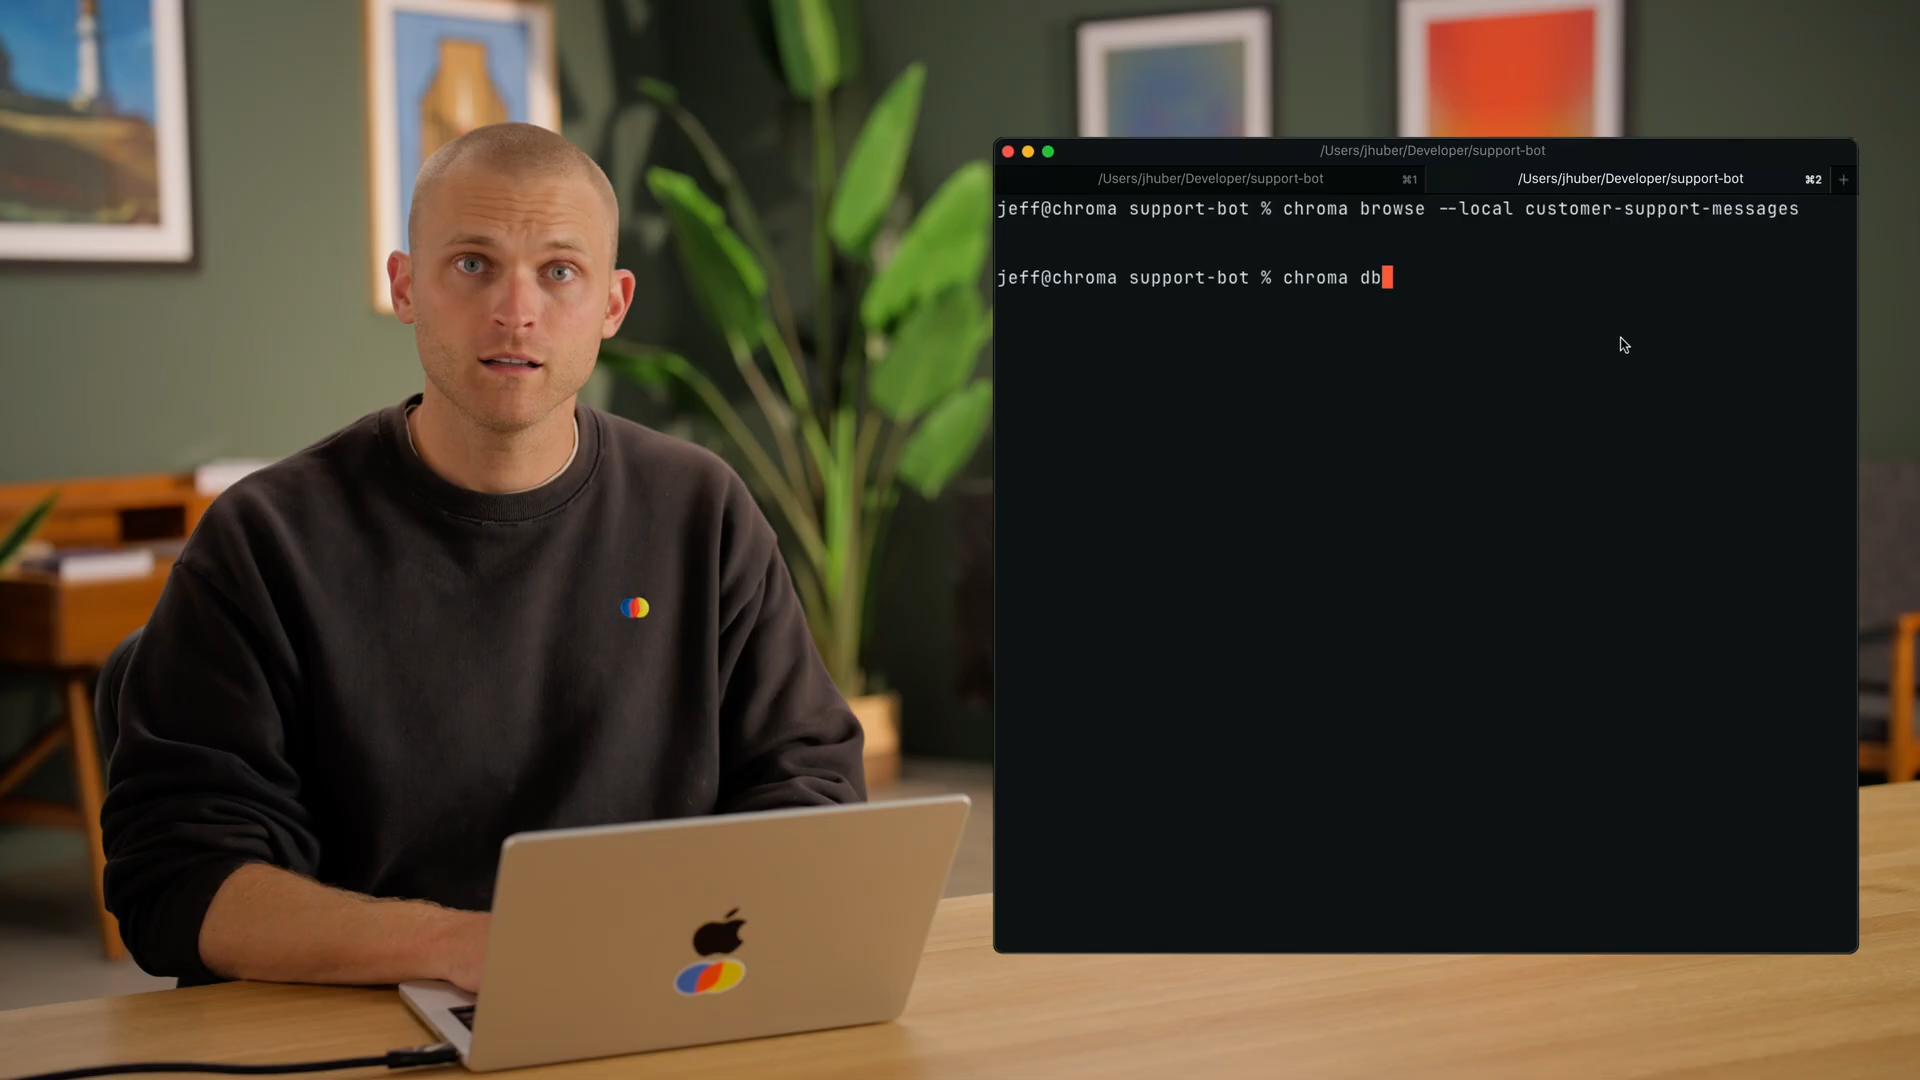 /Users/jhuber/Developer/support-bot
/Users/jhuber/Developer/support-bot ⌘1 /Users/jhuber/Developer/support-bot ⌘2 +
jeff@chroma support-bot % chroma browse --local customer-support-messages
jeff@chroma support-bot % chroma db